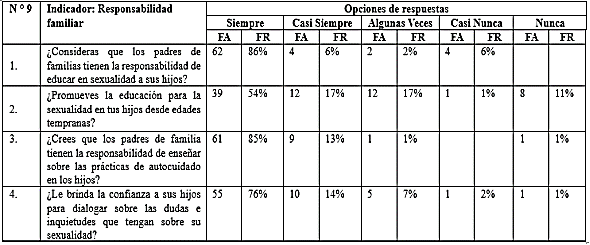 N º 9 Indicador: Responsabilidad familiar Opciones de respuestas
Siempre Casi Siempre Algunas Veces Casi Nunca Nunca
FA FR FA FR FA FR FA FR FA FR
1. ¿Consideras que los padres de 62 86% 4 6% 2 2% 4 6%
familias tienen la responsabilidad de
educar en sexualidad a sus hijos?
2. ¿Promueves la educación para la 39 54% 12 17% 12 17% 1 1% 8 11%
sexualidad en tus hijos desde edades
tempranas?
3. ¿Crees que los padres de familia 61 85% 9 13% 1 1% 1 1%
tienen la responsabilidad de enseñar
sobre las prácticas de autocuidado
en los hijos?
4. ¿Le brinda la confianza a sus hijos 55 76% 10 14% 5 7% 1 2% 1 1%
para dialogar sobre las dudas e
inquietudes que tengan sobre su
sexualidad?